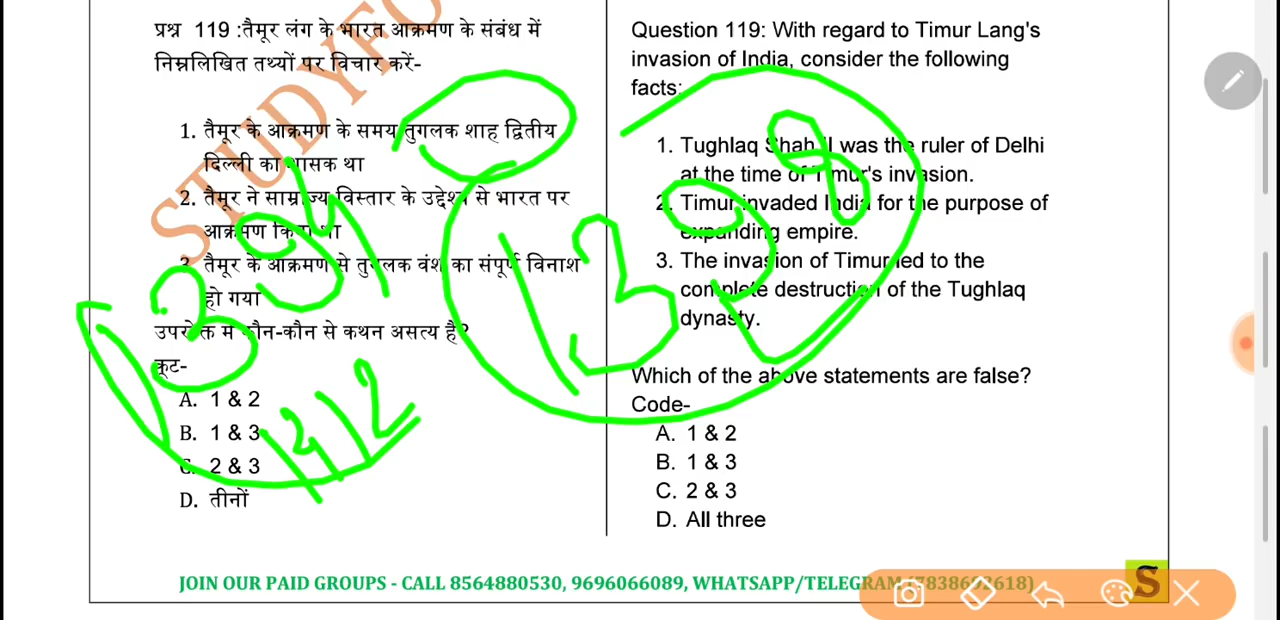 प्रश्न 119 :तैमूर लंग के भारत आक्रमण के संबंध में
निम्नलिखित तथ्यों पर विचार करें-
1. तैमूर के आक्रमण के समय तुगलक शाह द्वितीय
दिल्ली का शासक था
2. तैमूर ने साम्राज्य विस्तार के उद्देश्य से भारत पर
आक्रमण किया था
3. तैमूर के आक्रमण से तुगलक वंश का संपूर्ण विनाश
हो गया
उपरोक्त में कौन-कौन से कथन असत्य है?
कूट-
A. 1 & 2
B. 1 & 3
C. 2 & 3
D. तीनों
Question 119: With regard to Timur Lang's
invasion of India, consider the following
facts:
1. Tughlaq Shah II was the ruler of Delhi
at the time of Timur's invasion.
2. Timur invaded India for the purpose of
expanding empire.
3. The invasion of Timur led to the
complete destruction of the Tughlaq
dynasty.
Which of the above statements are false?
Code-
A. 1 & 2
B. 1 & 3
C. 2 & 3
D. All three
1398
JOIN OUR PAID GROUPS - CALL 8564880530, 9696066089, WHATSAPP/TELEGRAM (7838692618)
S